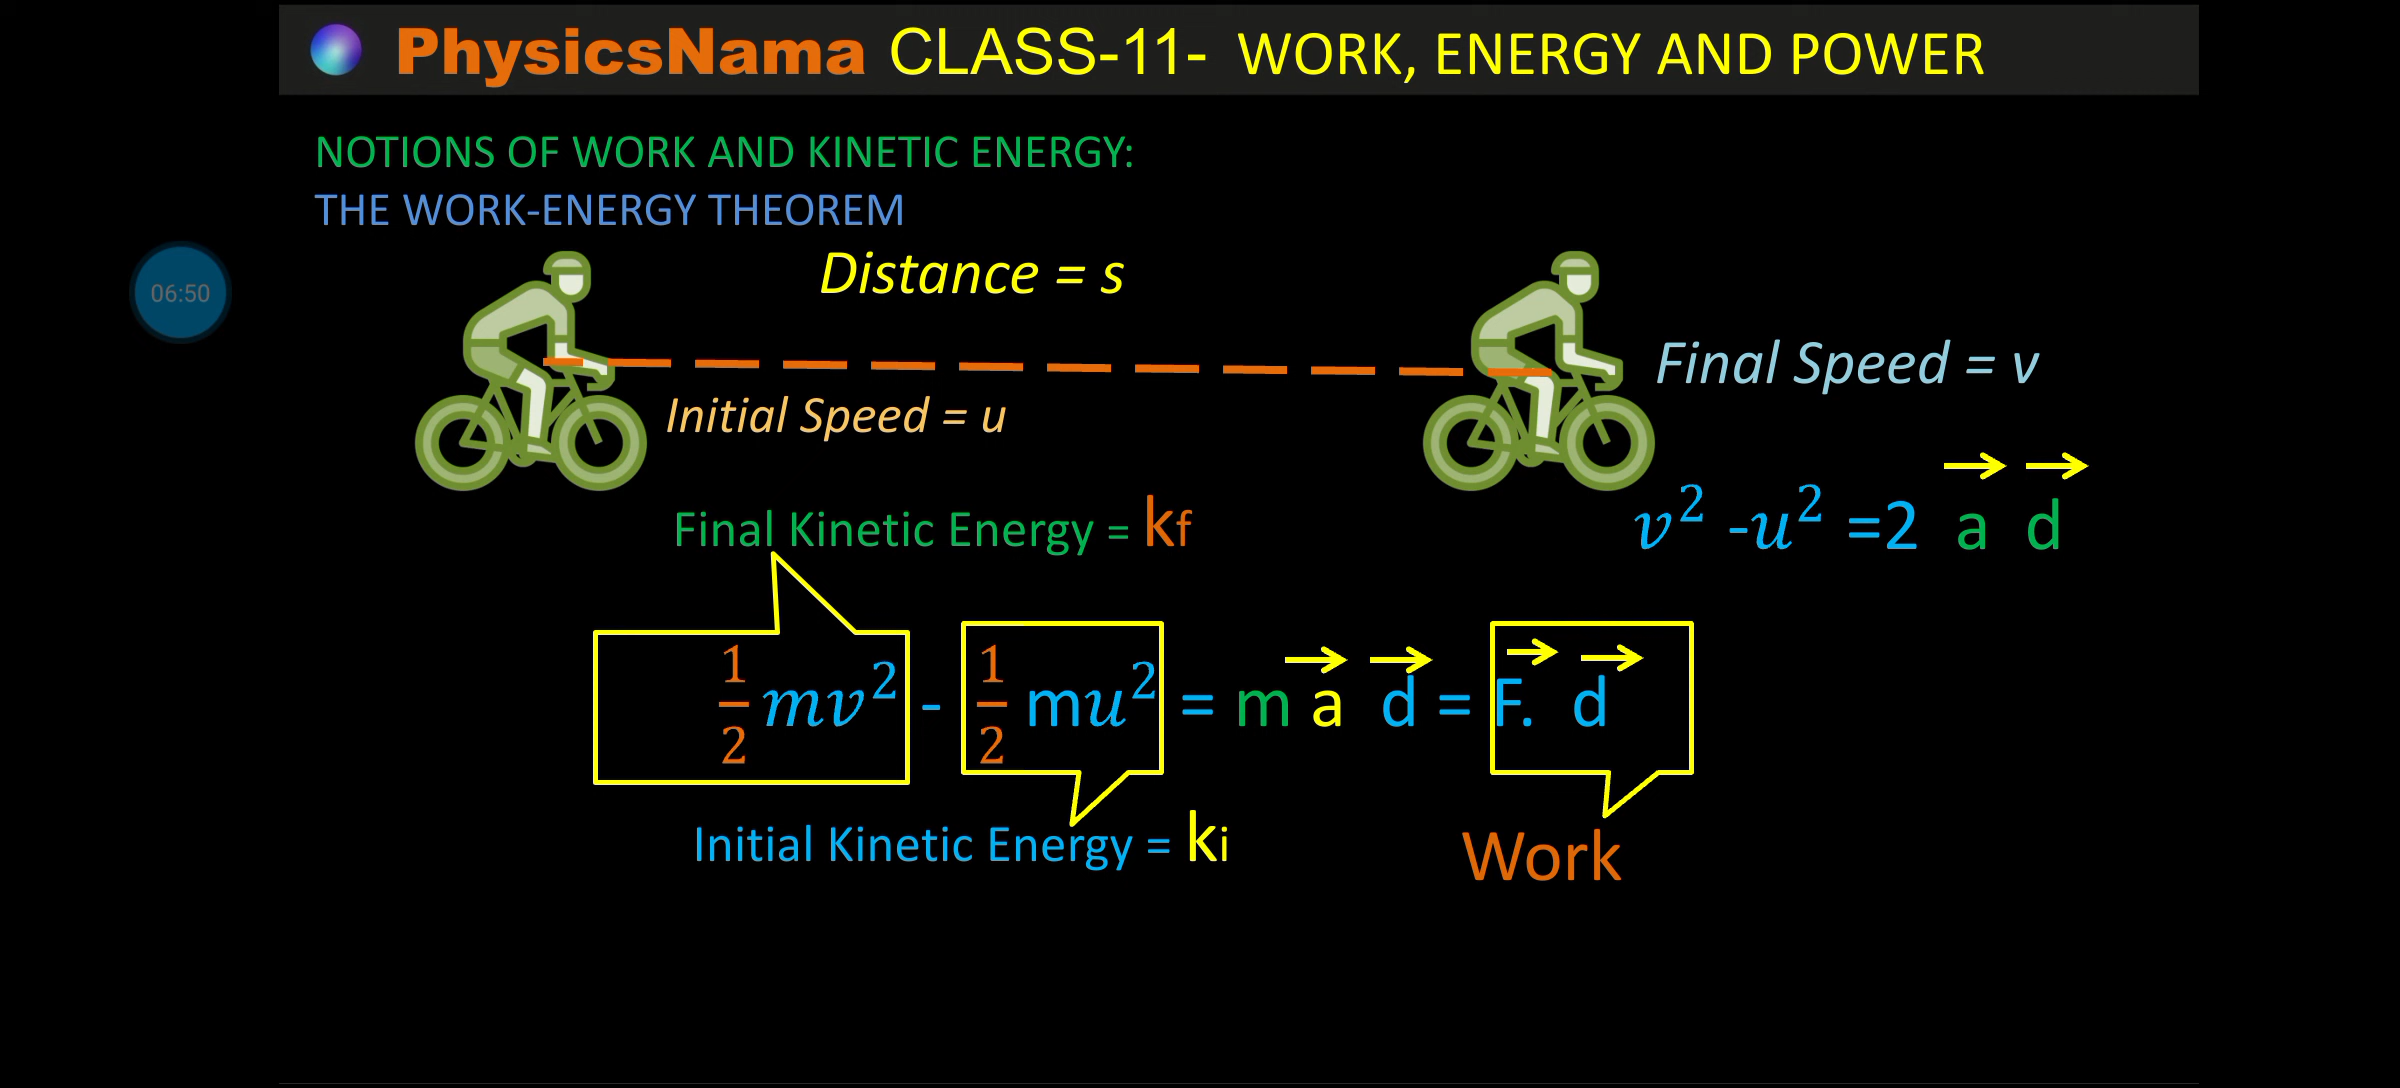 PhysicsNama CLASS-11- WORK, ENERGY AND POWER
NOTIONS OF WORK AND KINETIC ENERGY:
THE WORK-ENERGY THEOREM
06:50
Distance = s
Final Speed = v
Initial Speed = u
Final Kinetic Energy = kf
v² -u² =2 a⃗ d⃗
½ mv² - ½ mu² = m a⃗ d⃗ = F⃗. d⃗
Initial Kinetic Energy = ki
Work